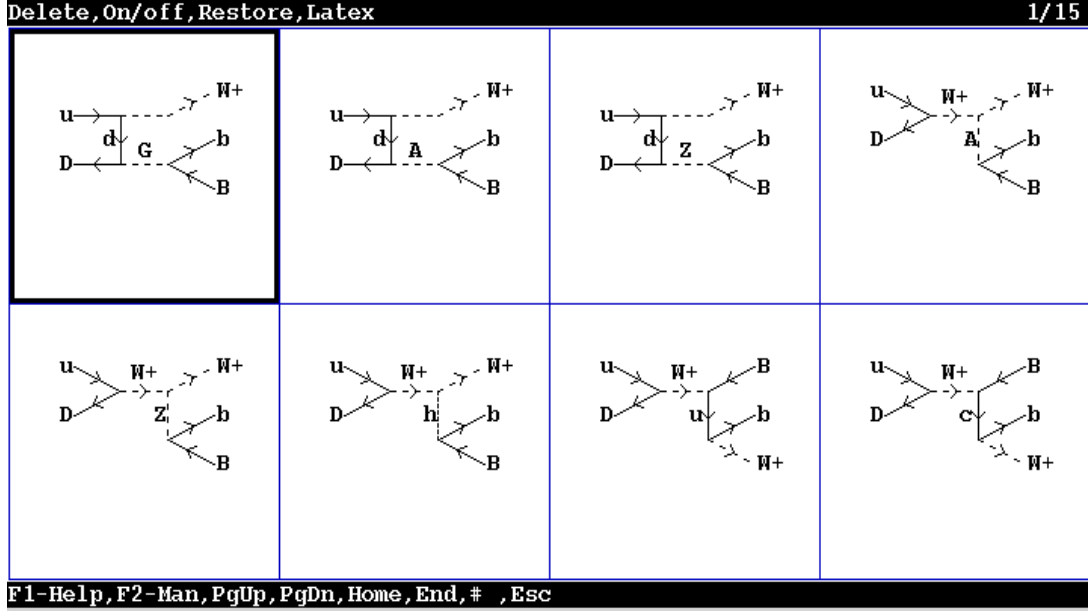 Delete,On/off,Restore,Latex 1/15
W+ W+ W+ W+
u u u u W+
d G b d A b d Z b A b
D D D D
B B B B
W+ W+ B B
u W+ u W+ u W+ u W+
D Z b D h b D u b D c b
B B W+ W+
F1-Help,F2-Man,PgUp,PgDn,Home,End,# ,Esc